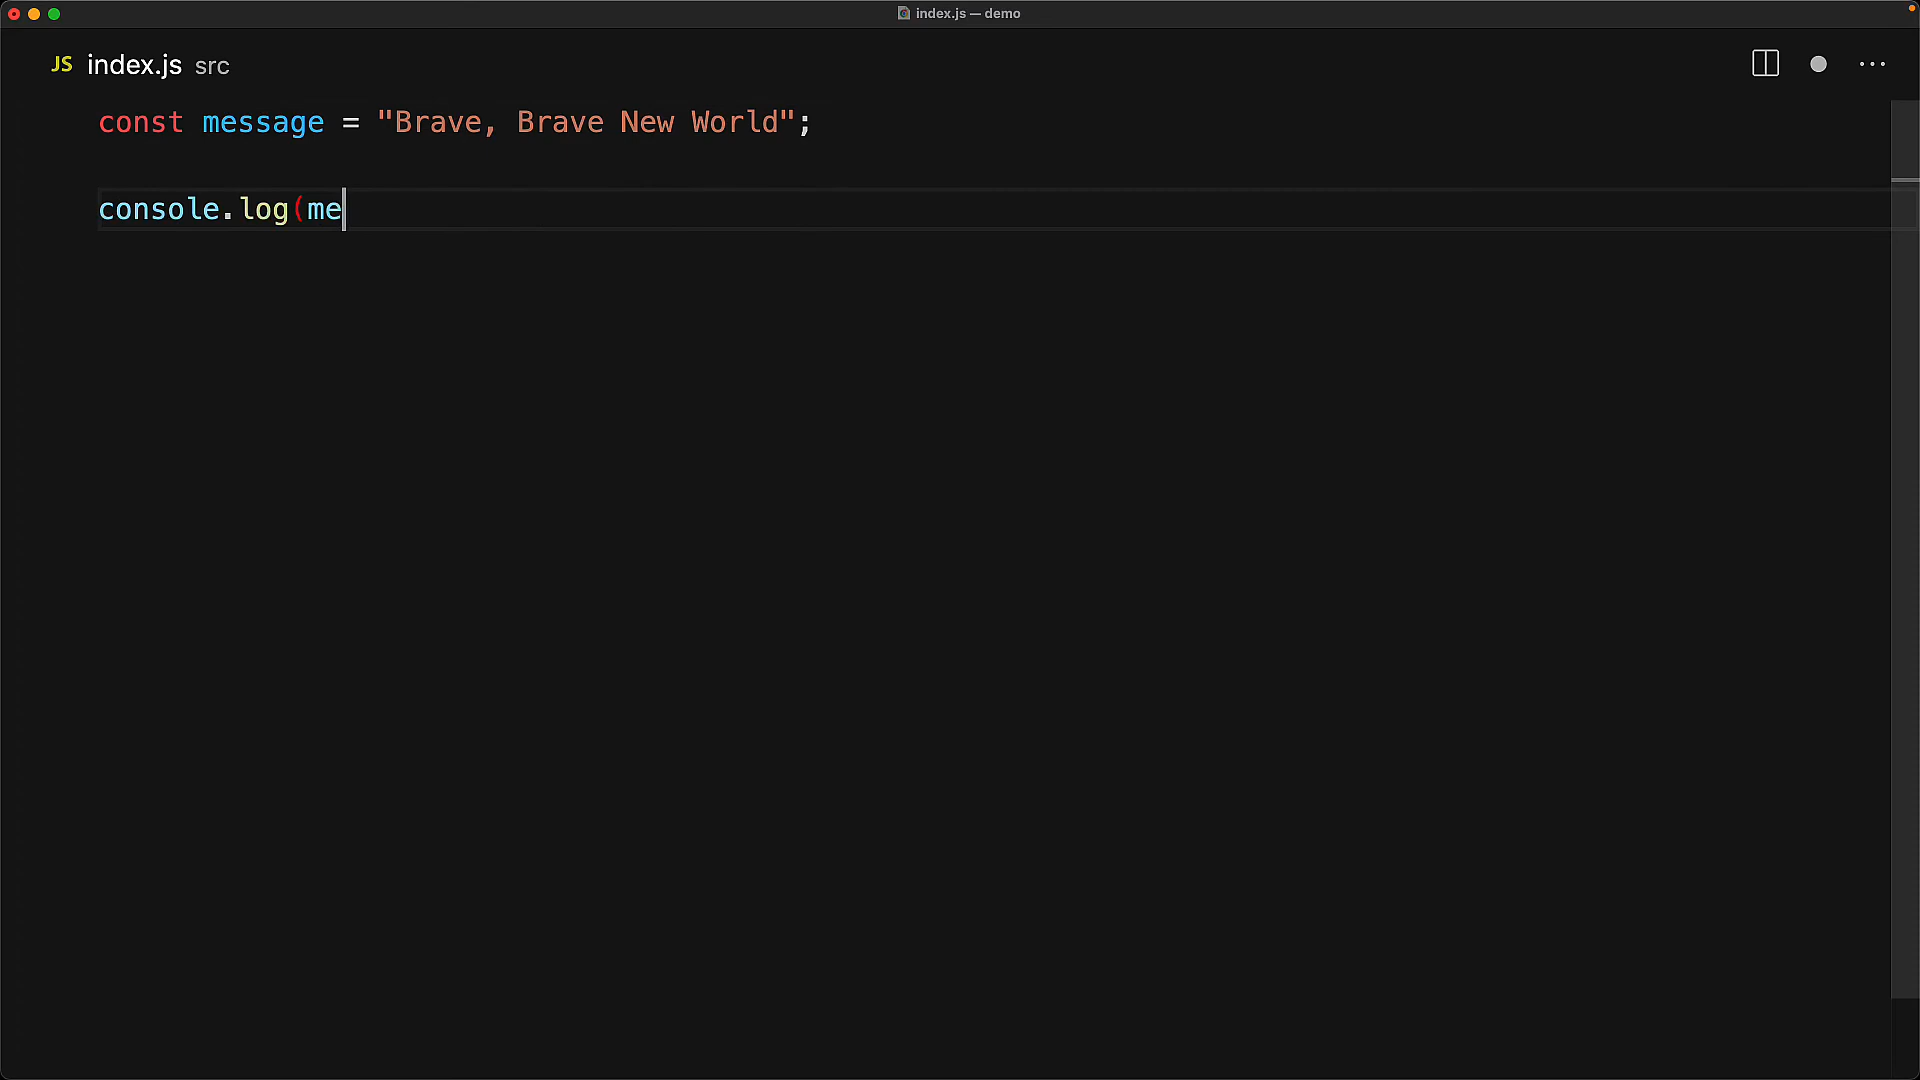 index.js — demo
JS index.js src
const message = "Brave, Brave New World";
console.log(me